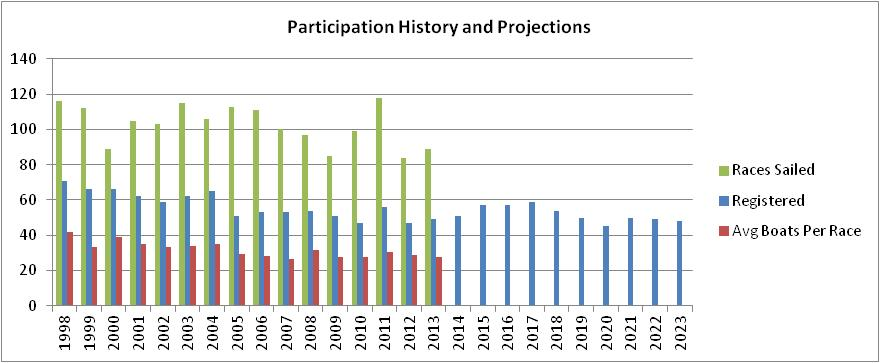 Participation History and Projections
140
120
100
80
60
40
20
0
1998 1999 2000 2001 2002 2003 2004 2005 2006 2007 2008 2009 2010 2011 2012 2013 2014 2015 2016 2017 2018 2019 2020 2021 2022 2023
Races Sailed
Registered
Avg Boats Per Race